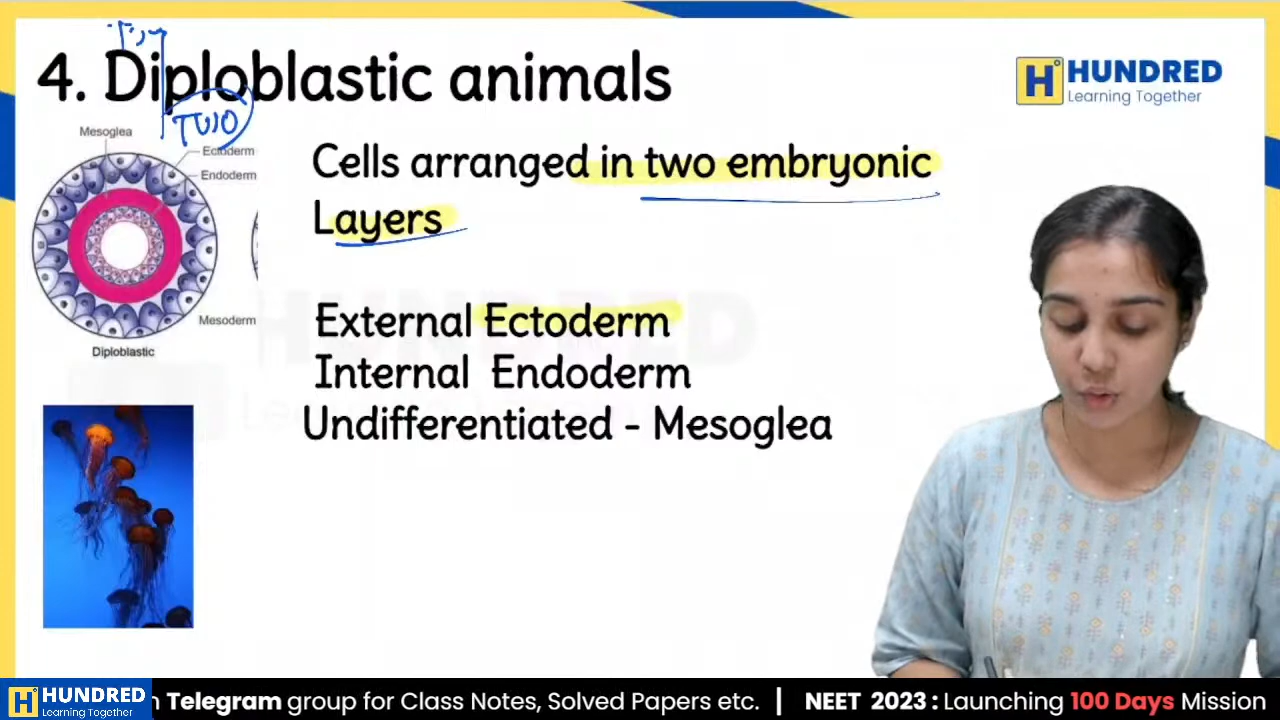 4. Diploblastic animals
TWO
HUNDRED
Learning Together
Mesoglea
Ectoderm
Endoderm
Mesoderm
Diploblastic
Cells arranged in two embryonic
Layers
External Ectoderm
Internal Endoderm
Undifferentiated - Mesoglea
HUNDRED
Learning Together
Telegram group for Class Notes, Solved Papers etc. | NEET 2023 : Launching 100 Days Mission